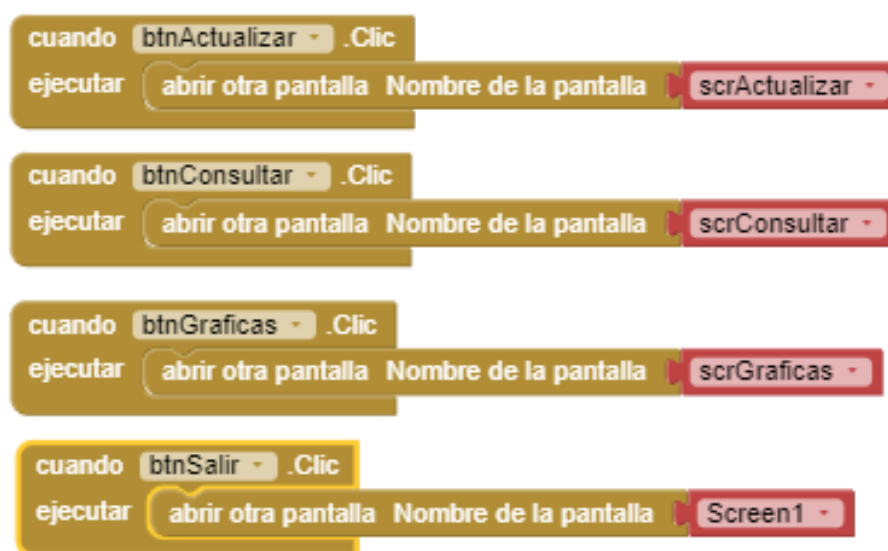 cuando btnActualizar .Clic
ejecutar abrir otra pantalla Nombre de la pantalla scrActualizar
cuando btnConsultar .Clic
ejecutar abrir otra pantalla Nombre de la pantalla scrConsultar
cuando btnGraficas .Clic
ejecutar abrir otra pantalla Nombre de la pantalla scrGraficas
cuando btnSalir .Clic
ejecutar abrir otra pantalla Nombre de la pantalla Screen1